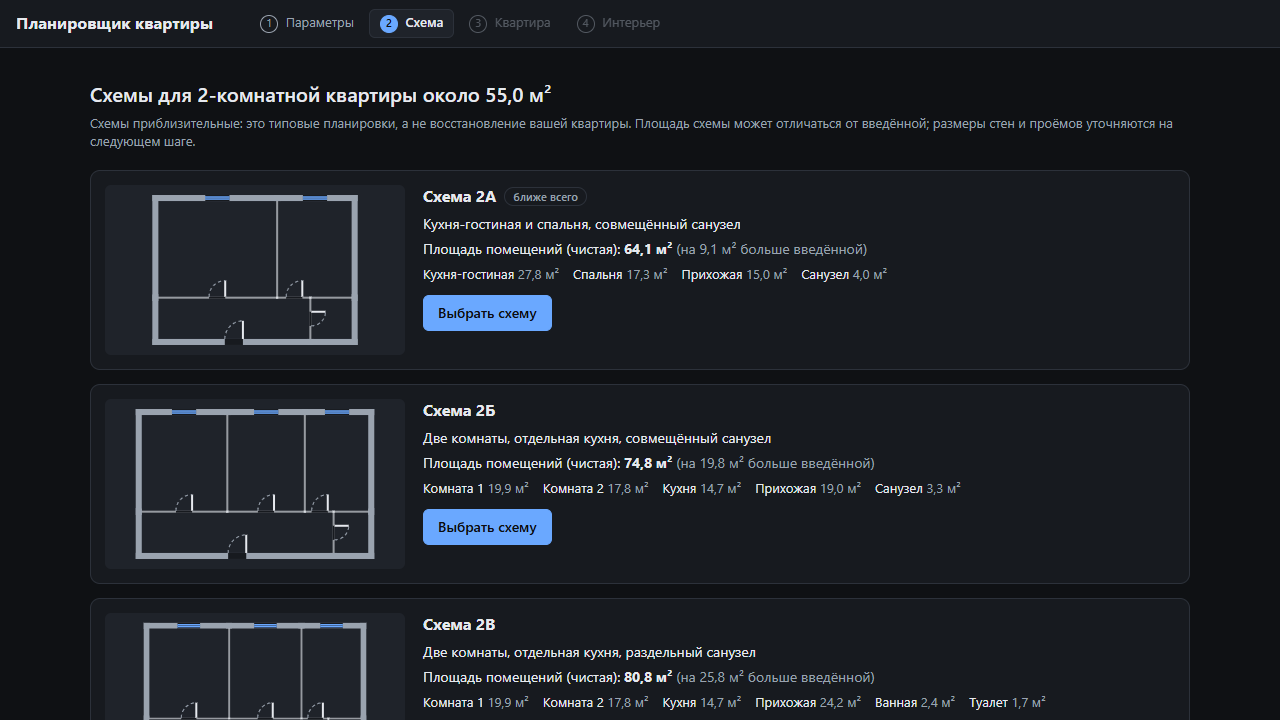 Планировщик квартиры
1 Параметры
2 Схема
3 Квартира
4 Интерьер
Схемы для 2-комнатной квартиры около 55,0 м²
Схемы приблизительные: это типовые планировки, а не восстановление вашей квартиры. Площадь схемы может отличаться от введённой; размеры стен и проёмов уточняются на
следующем шаге.
Схема 2А ближе всего
Кухня-гостиная и спальня, совмещённый санузел
Площадь помещений (чистая): 64,1 м² (на 9,1 м² больше введённой)
Кухня-гостиная 27,8 м² Спальня 17,3 м² Прихожая 15,0 м² Санузел 4,0 м²
Выбрать схему
Схема 2Б
Две комнаты, отдельная кухня, совмещённый санузел
Площадь помещений (чистая): 74,8 м² (на 19,8 м² больше введённой)
Комната 1 19,9 м² Комната 2 17,8 м² Кухня 14,7 м² Прихожая 19,0 м² Санузел 3,3 м²
Выбрать схему
Схема 2В
Две комнаты, отдельная кухня, раздельный санузел
Площадь помещений (чистая): 80,8 м² (на 25,8 м² больше введённой)
Комната 1 19,9 м² Комната 2 17,8 м² Кухня 14,7 м² Прихожая 24,2 м² Ванная 2,4 м² Туалет 1,7 м²